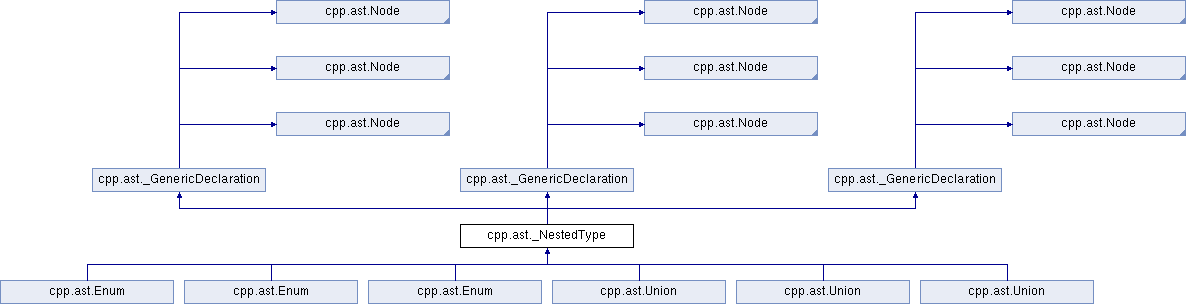 cpp.ast.Node cpp.ast.Node cpp.ast.Node
cpp.ast.Node cpp.ast.Node cpp.ast.Node
cpp.ast.Node cpp.ast.Node cpp.ast.Node
cpp.ast._GenericDeclaration cpp.ast._GenericDeclaration cpp.ast._GenericDeclaration
cpp.ast._NestedType
cpp.ast.Enum cpp.ast.Enum cpp.ast.Enum cpp.ast.Union cpp.ast.Union cpp.ast.Union